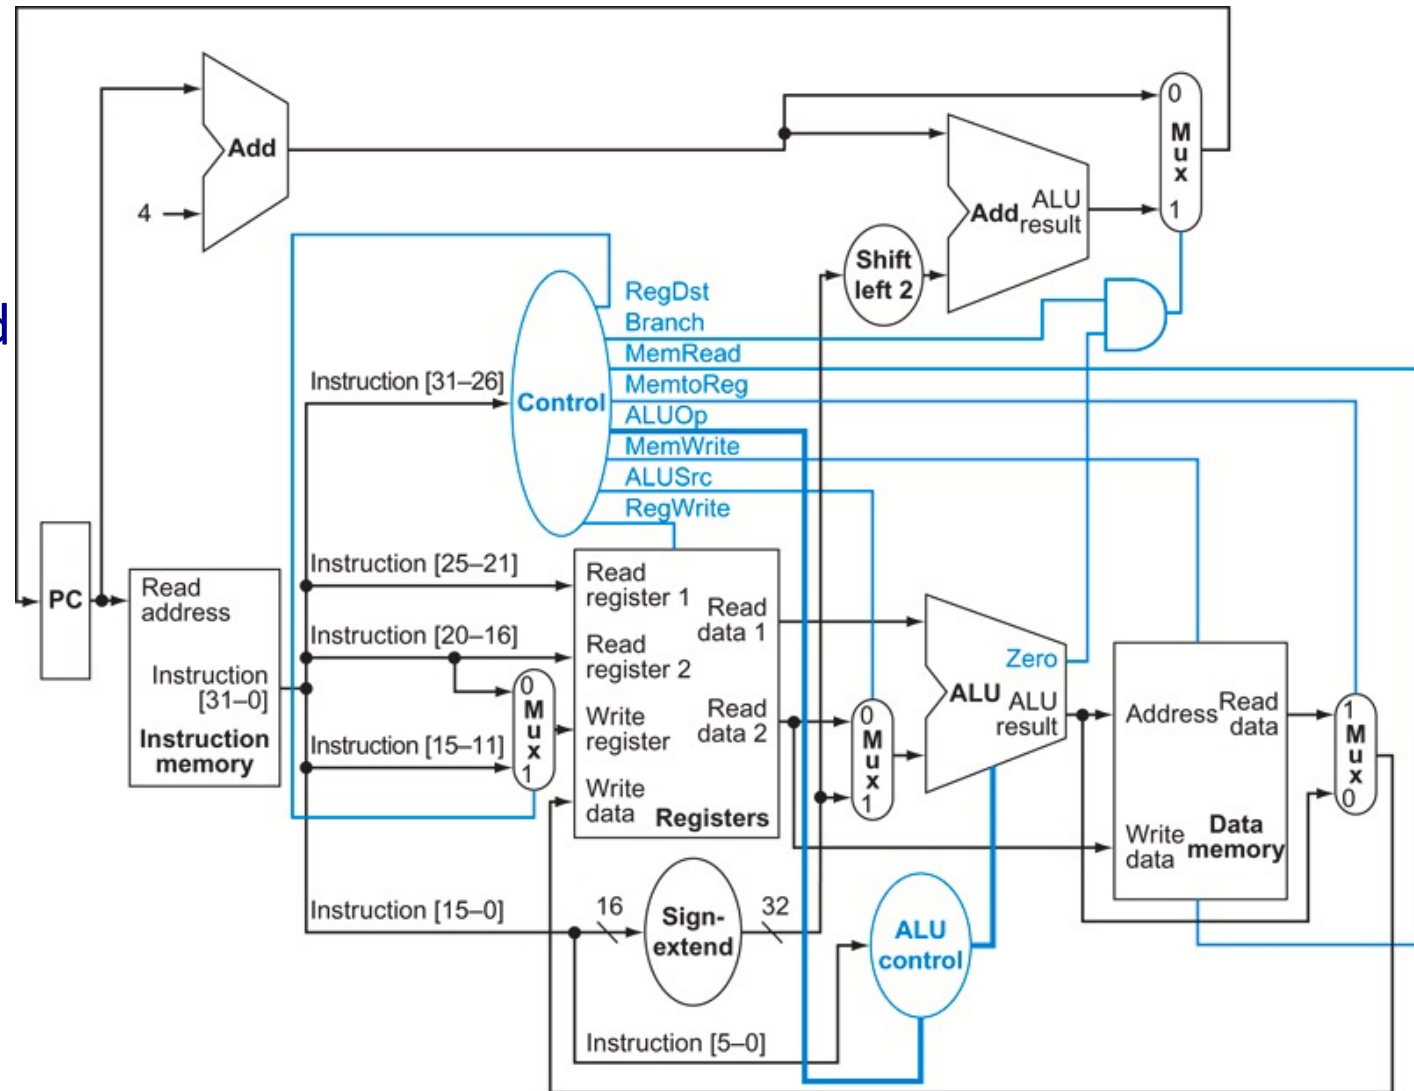 Add
4
0
Mux
1
Add
ALU
result
Shift
left 2
d
RegDst
Branch
MemRead
MemtoReg
ALUOp
MemWrite
ALUSrc
RegWrite
Instruction [31–26]
Control
PC
Read
address
Instruction
[31–0]
Instruction
memory
Instruction [25–21]
Instruction [20–16]
Instruction [15–11]
0
Mux
1
Read
register 1
Read
register 2
Write
register
Write
data
Read
data 1
Read
data 2
Registers
0
Mux
1
Zero
ALU
ALU
result
Address
Read
data
Write
data
Data
memory
1
Mux
0
Instruction [15–0]
16
Sign-
extend
32
ALU
control
Instruction [5–0]